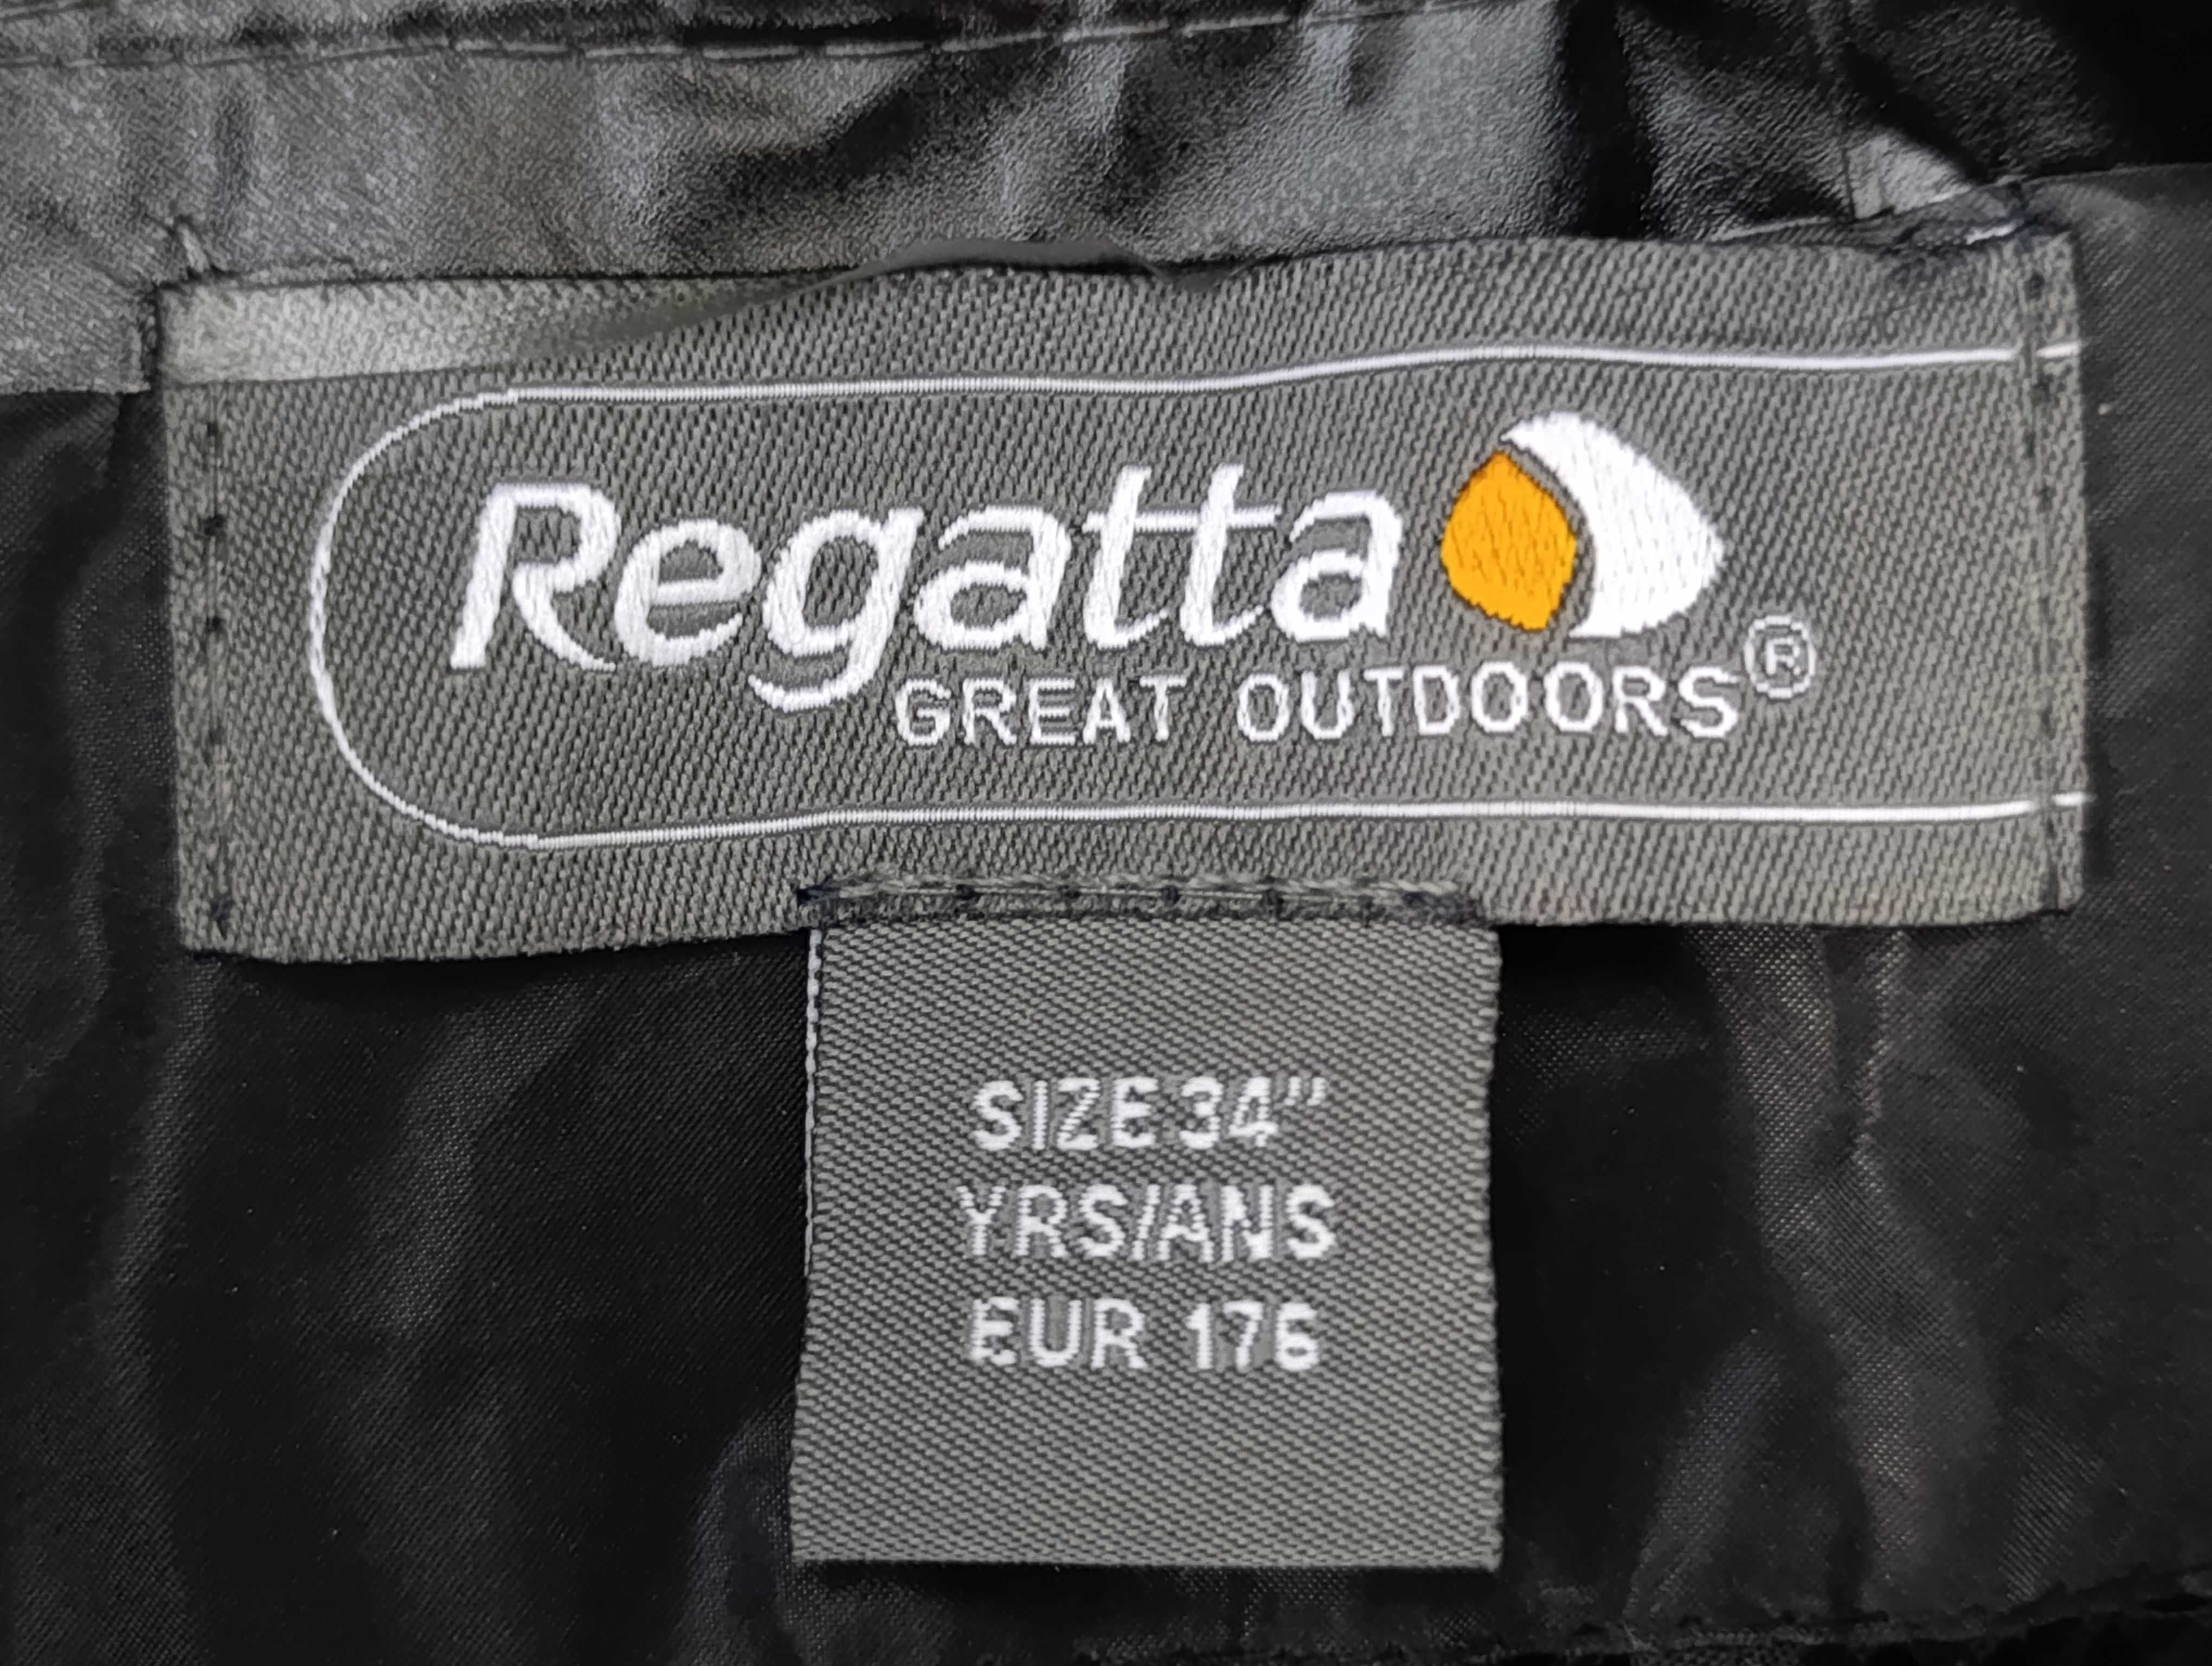 Regatta
GREAT OUTDOORS®
SIZE 34"
YRS/ANS
EUR 176